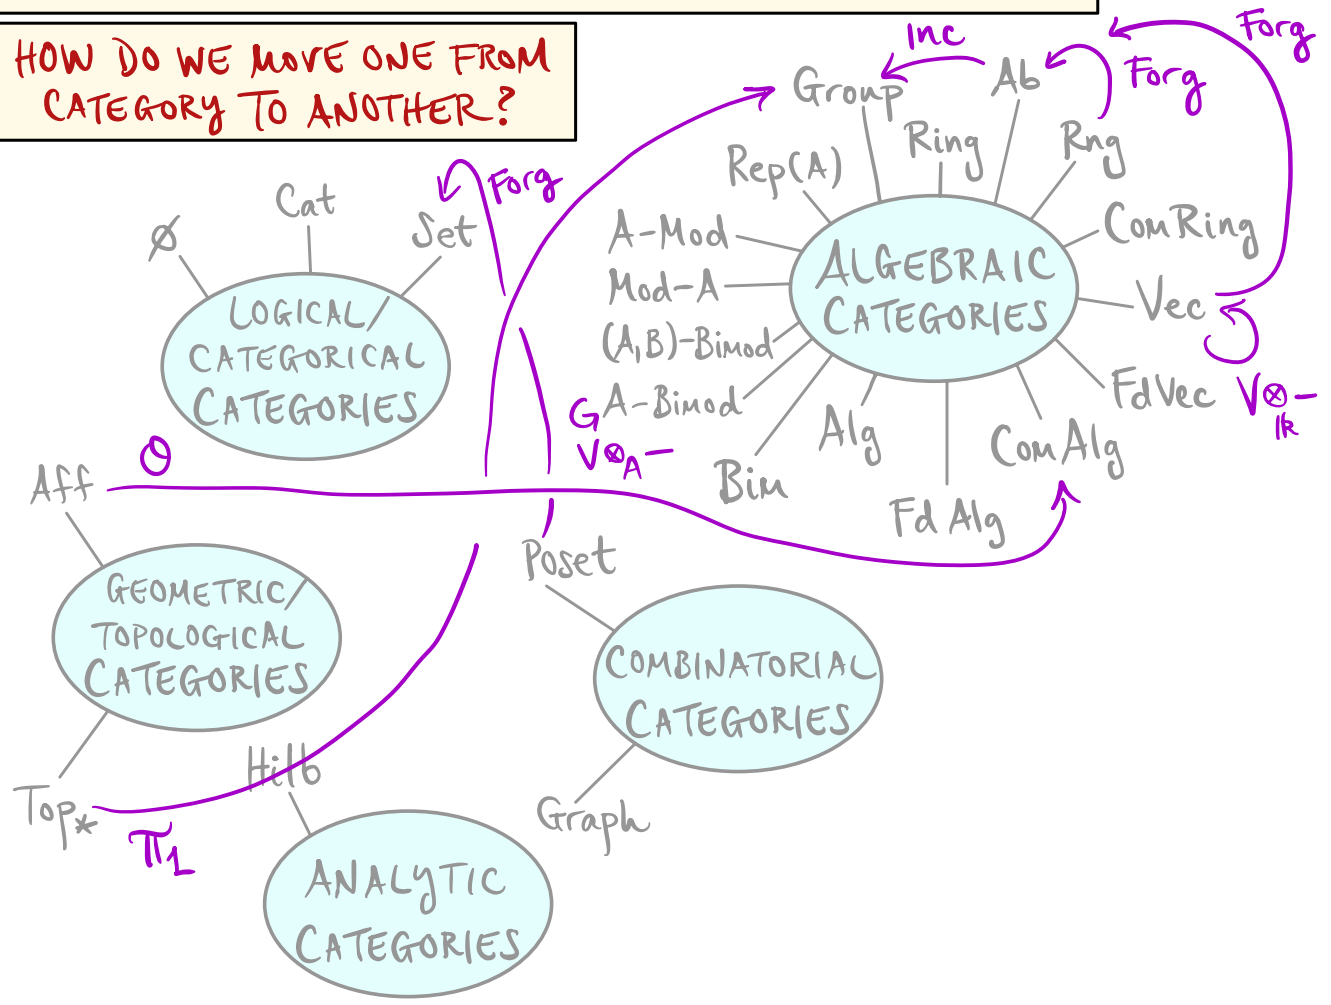 HOW DO WE MOVE ONE FROM
CATEGORY TO ANOTHER?
Inc
Forg
Group
Ab
Forg
Rep(A)
Ring
Rng
Forg
∅
Cat
Set
A-Mod
ComRing
ALGEBRAIC
CATEGORIES
Mod-A
Vec
(A,B)-Bimod
A-Bimod
FdVec
V⊗−
𝕜
LOGICAL/
CATEGORICAL
CATEGORIES
G
V⊗A−
Alg
ComAlg
Bim
Fd Alg
O
Aff
Poset
GEOMETRIC/
TOPOLOGICAL
CATEGORIES
COMBINATORIAL
CATEGORIES
Hilb
Top*
π1
Graph
ANALYTIC
CATEGORIES